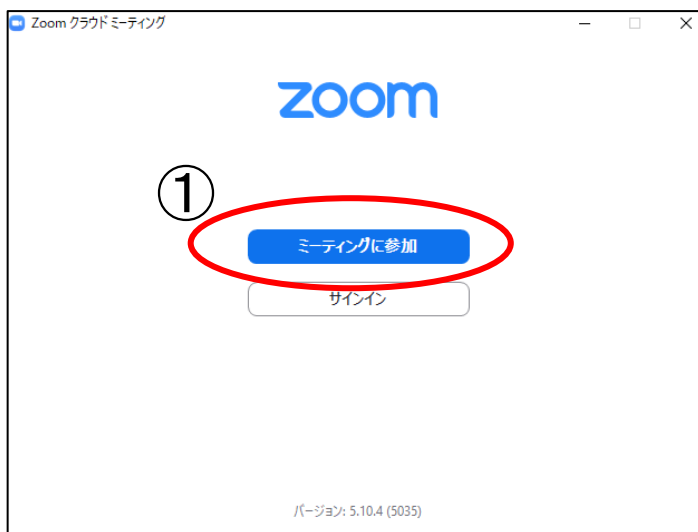 Zoom クラウド ミーティング
zoom
①
ミーティングに参加
サインイン
バージョン: 5.10.4 (5035)